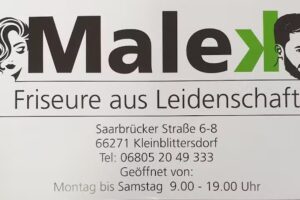 Malek
Friseure aus Leidenschaft
Saarbrücker Straße 6-8
66271 Kleinblittersdorf
Tel: 06805 20 49 333
Geöffnet von:
Montag bis Samstag 9.00 - 19.00 Uhr